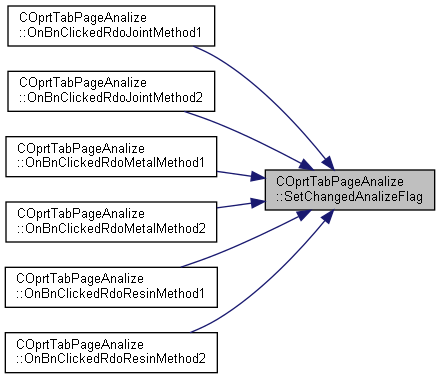 COprtTabPageAnalize
::OnBnClickedRdoJointMethod1
COprtTabPageAnalize
::OnBnClickedRdoJointMethod2
COprtTabPageAnalize
::OnBnClickedRdoMetalMethod1
COprtTabPageAnalize
::OnBnClickedRdoMetalMethod2
COprtTabPageAnalize
::OnBnClickedRdoResinMethod1
COprtTabPageAnalize
::OnBnClickedRdoResinMethod2
COprtTabPageAnalize
::SetChangedAnalizeFlag